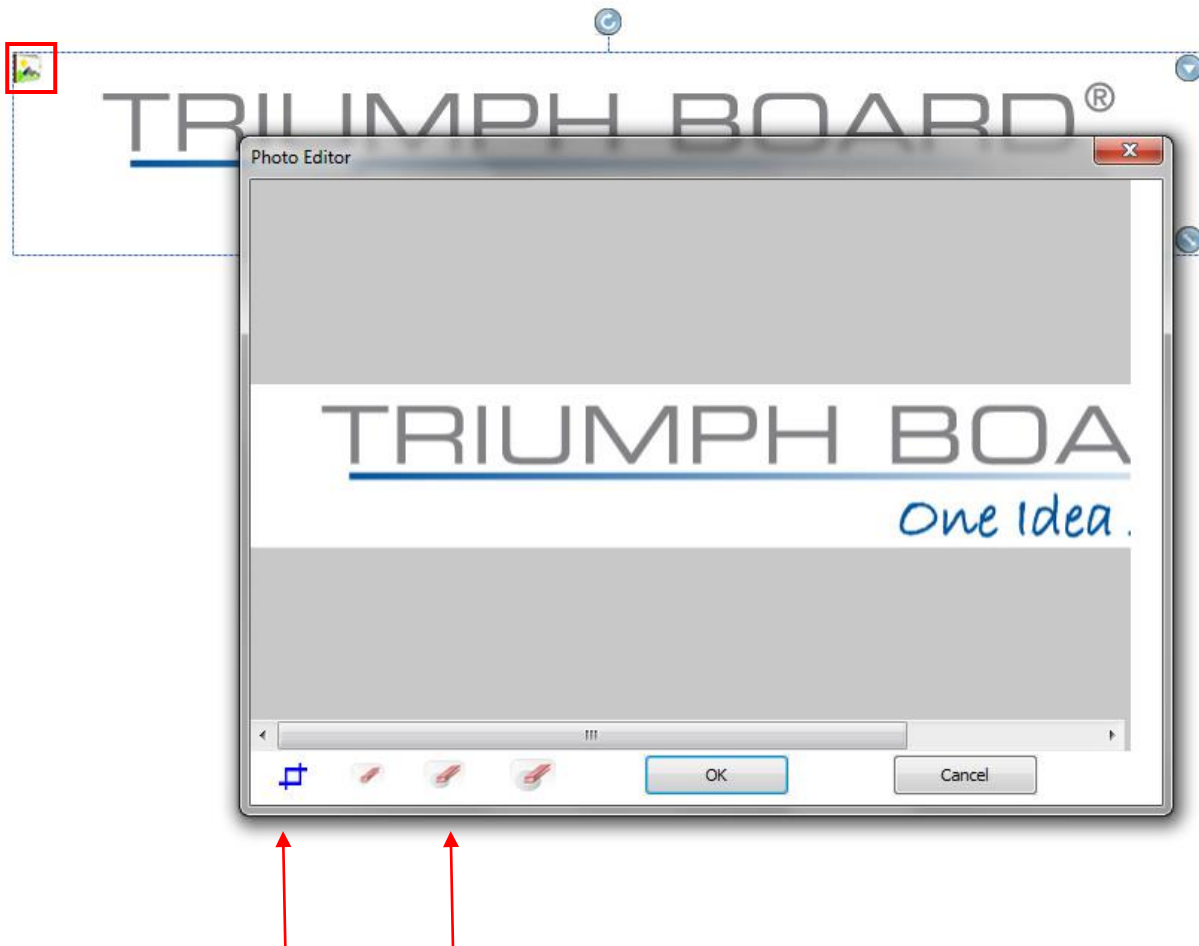 TRIUMPH BOARD®
Photo Editor
TRIUMPH BOA
One Idea .
OK
Cancel